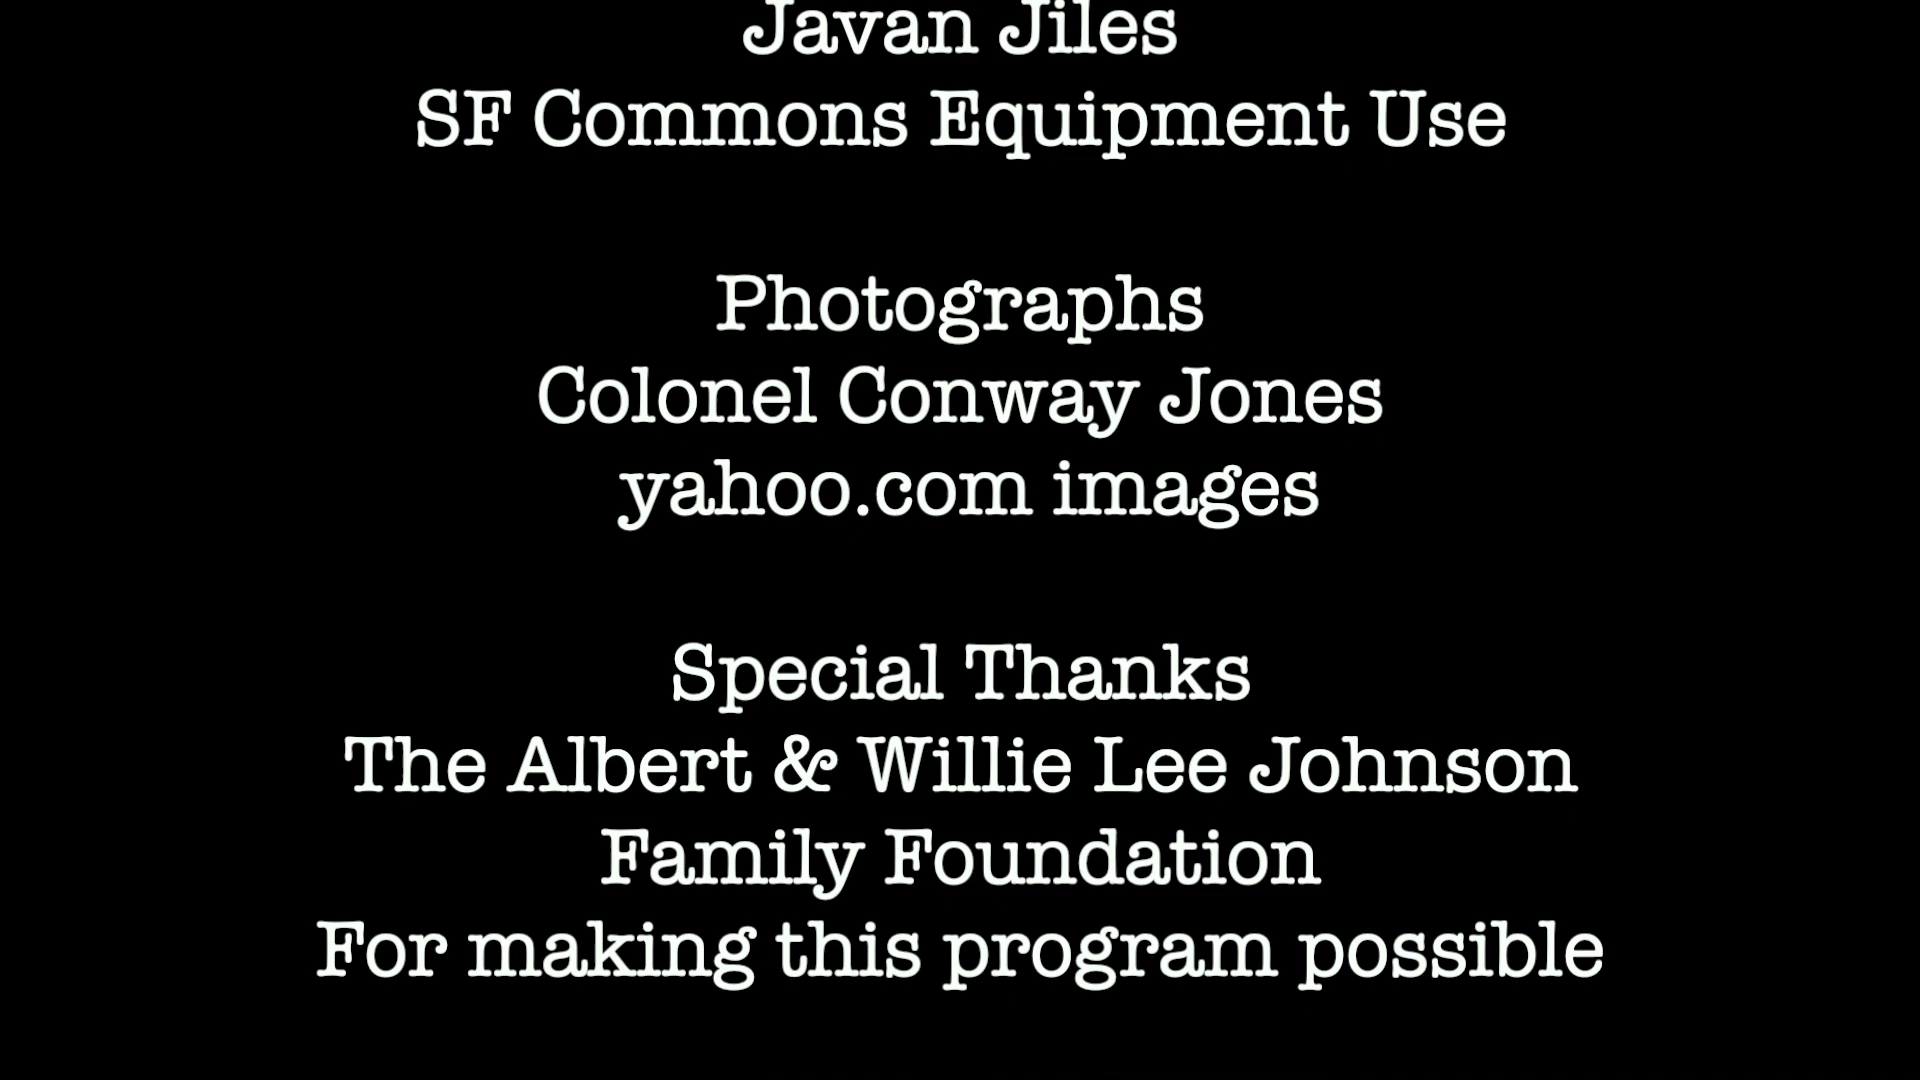 Javan Jiles
SF Commons Equipment Use
Photographs
Colonel Conway Jones
yahoo.com images
Special Thanks
The Albert & Willie Lee Johnson
Family Foundation
For making this program possible